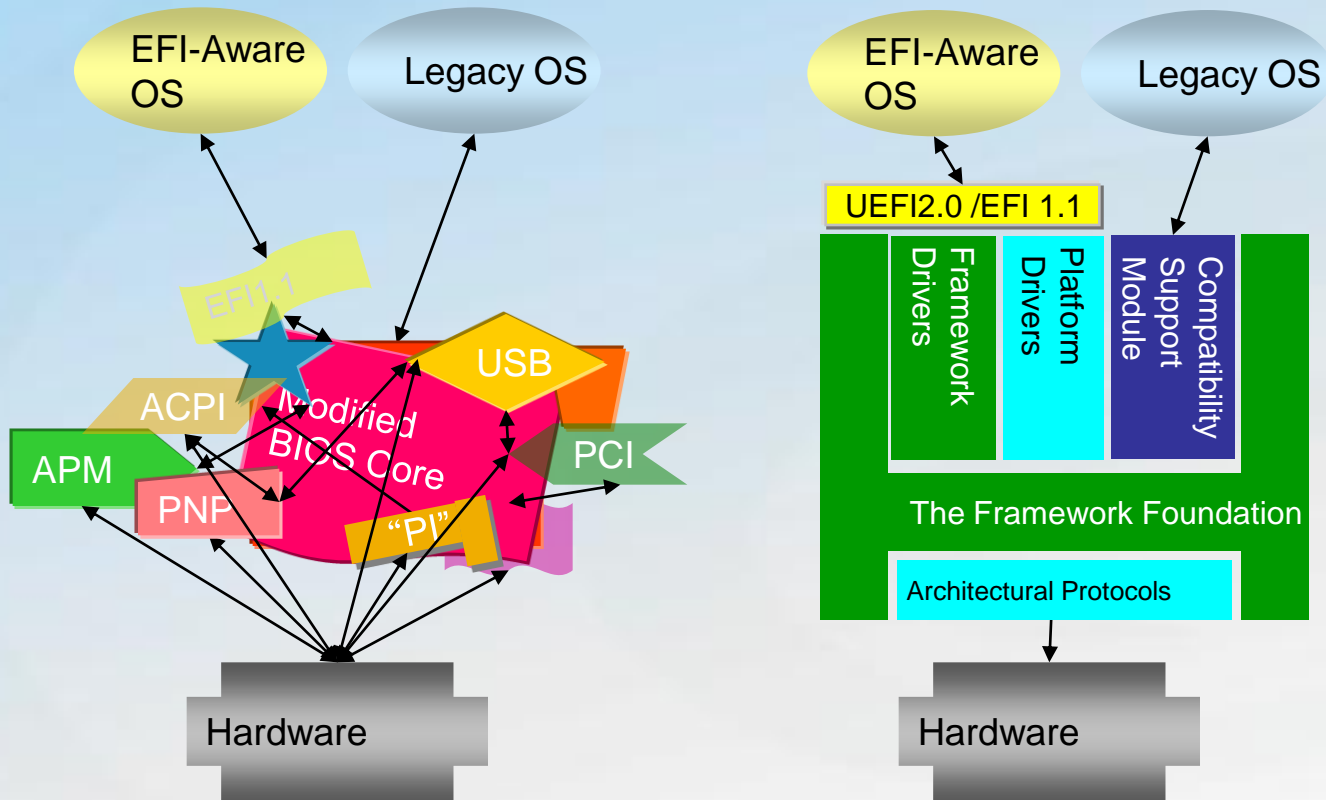 EFI-Aware
OS
Legacy OS
EFI1.1
USB
ACPI
Modified
BIOS Core
APM
PCI
PNP
“PI”
Hardware
EFI-Aware
OS
Legacy OS
UEFI2.0 /EFI 1.1
Framework
Drivers
Platform
Drivers
Compatibility
Support
Module
The Framework Foundation
Architectural Protocols
Hardware